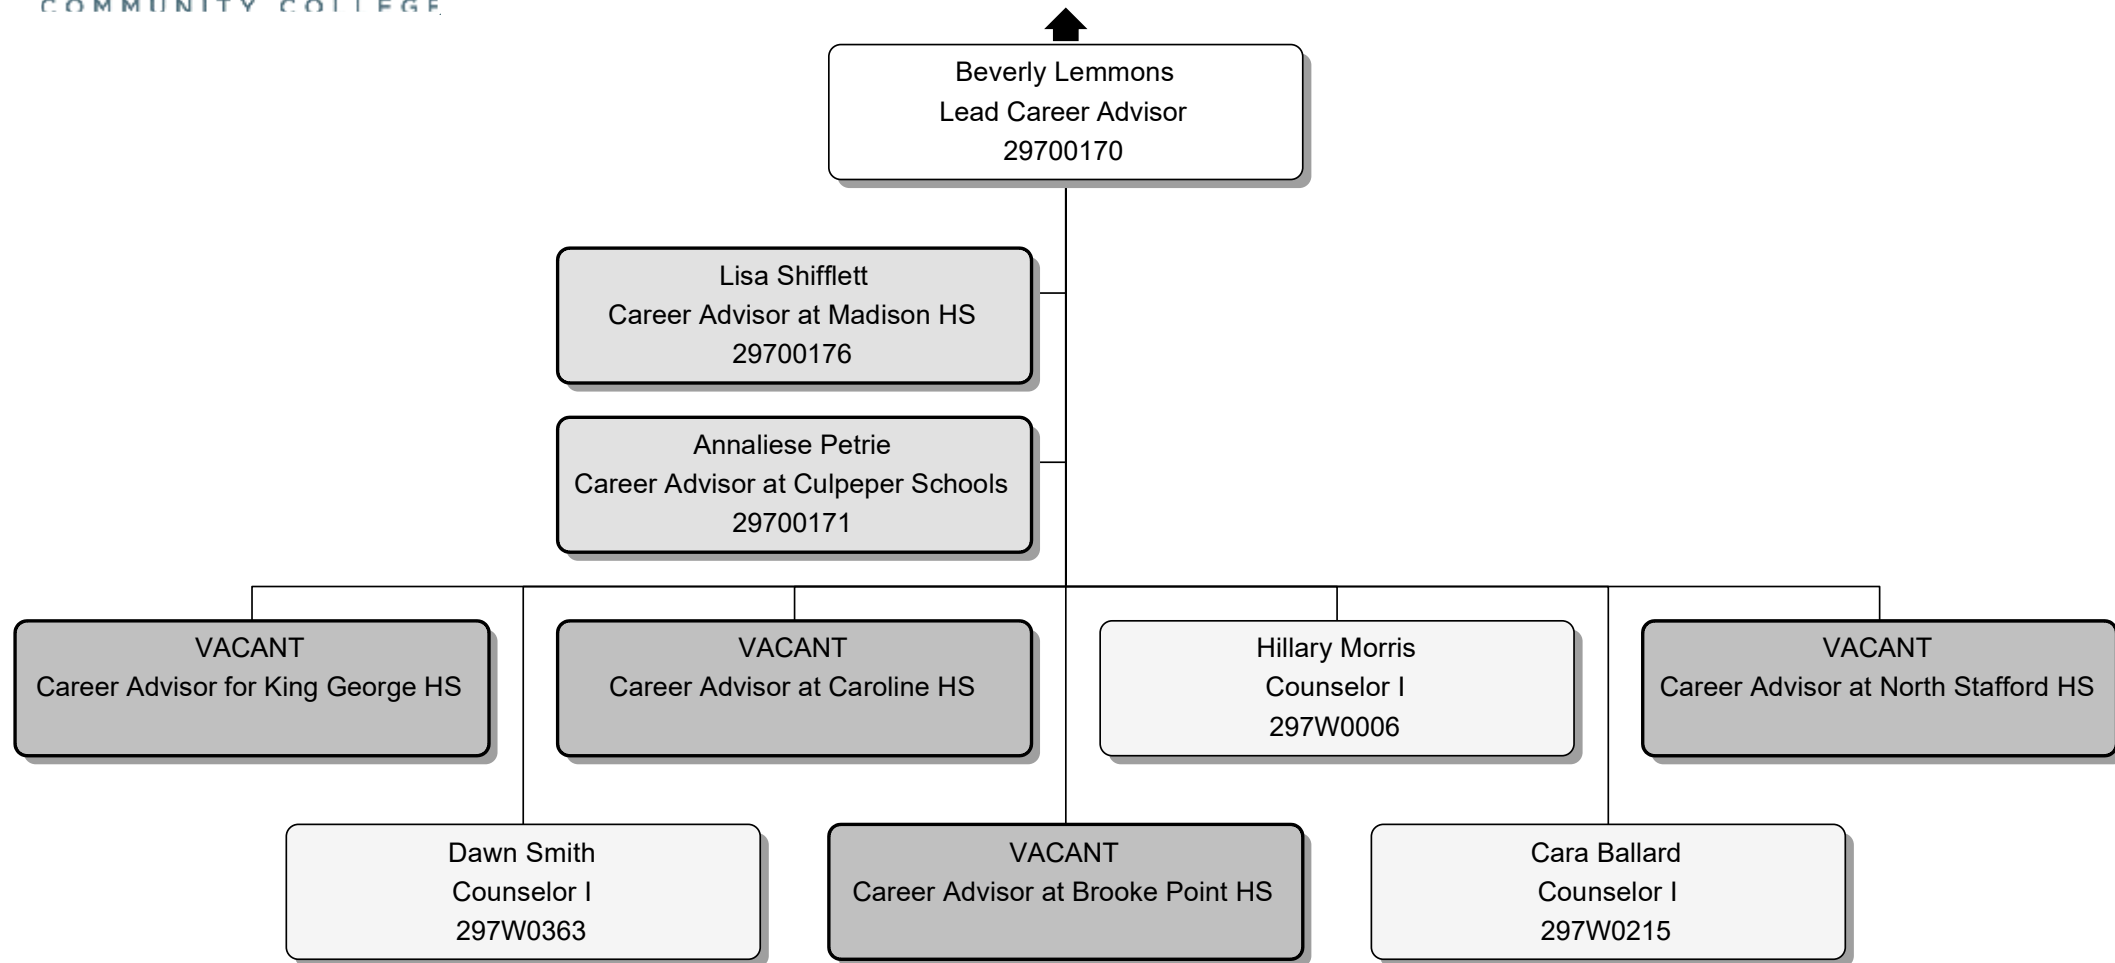 COMMUNITY COLLEGE
Beverly Lemmons
Lead Career Advisor
29700170
Lisa Shifflett
Career Advisor at Madison HS
29700176
Annaliese Petrie
Career Advisor at Culpeper Schools
29700171
VACANT
Career Advisor for King George HS
VACANT
Career Advisor at Caroline HS
Hillary Morris
Counselor I
297W0006
VACANT
Career Advisor at North Stafford HS
Dawn Smith
Counselor I
297W0363
VACANT
Career Advisor at Brooke Point HS
Cara Ballard
Counselor I
297W0215